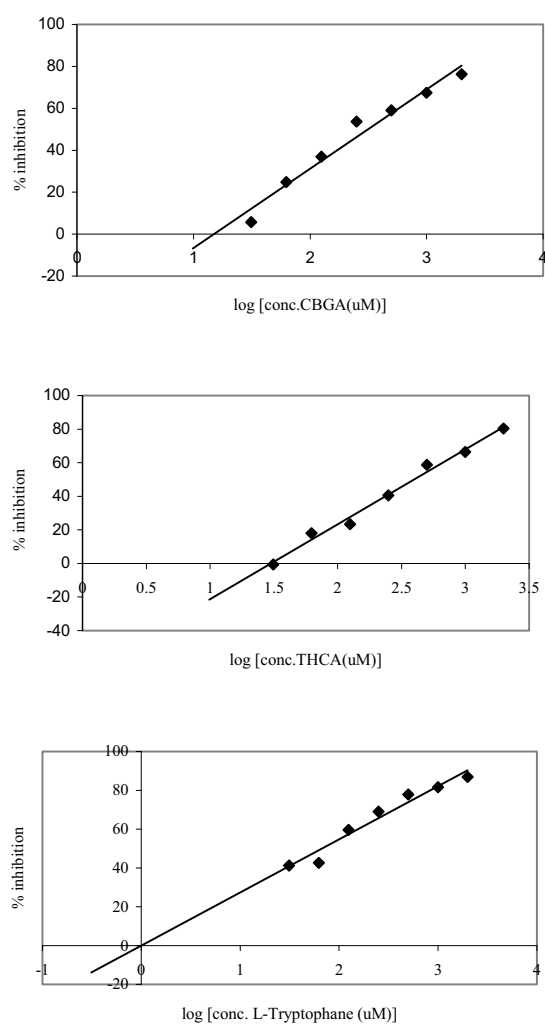 100
80
60
40
20
0
-20
% inhibition
0 1 2 3 4
log [conc.CBGA(uM)]
100
80
60
40
20
0
-20
-40
% inhibition
0 0.5 1 1.5 2 2.5 3 3.5
log [conc.THCA(uM)]
100
80
60
40
20
0
-20
% inhibition
-1 0 1 2 3 4
log [conc. L-Tryptophane (uM)]